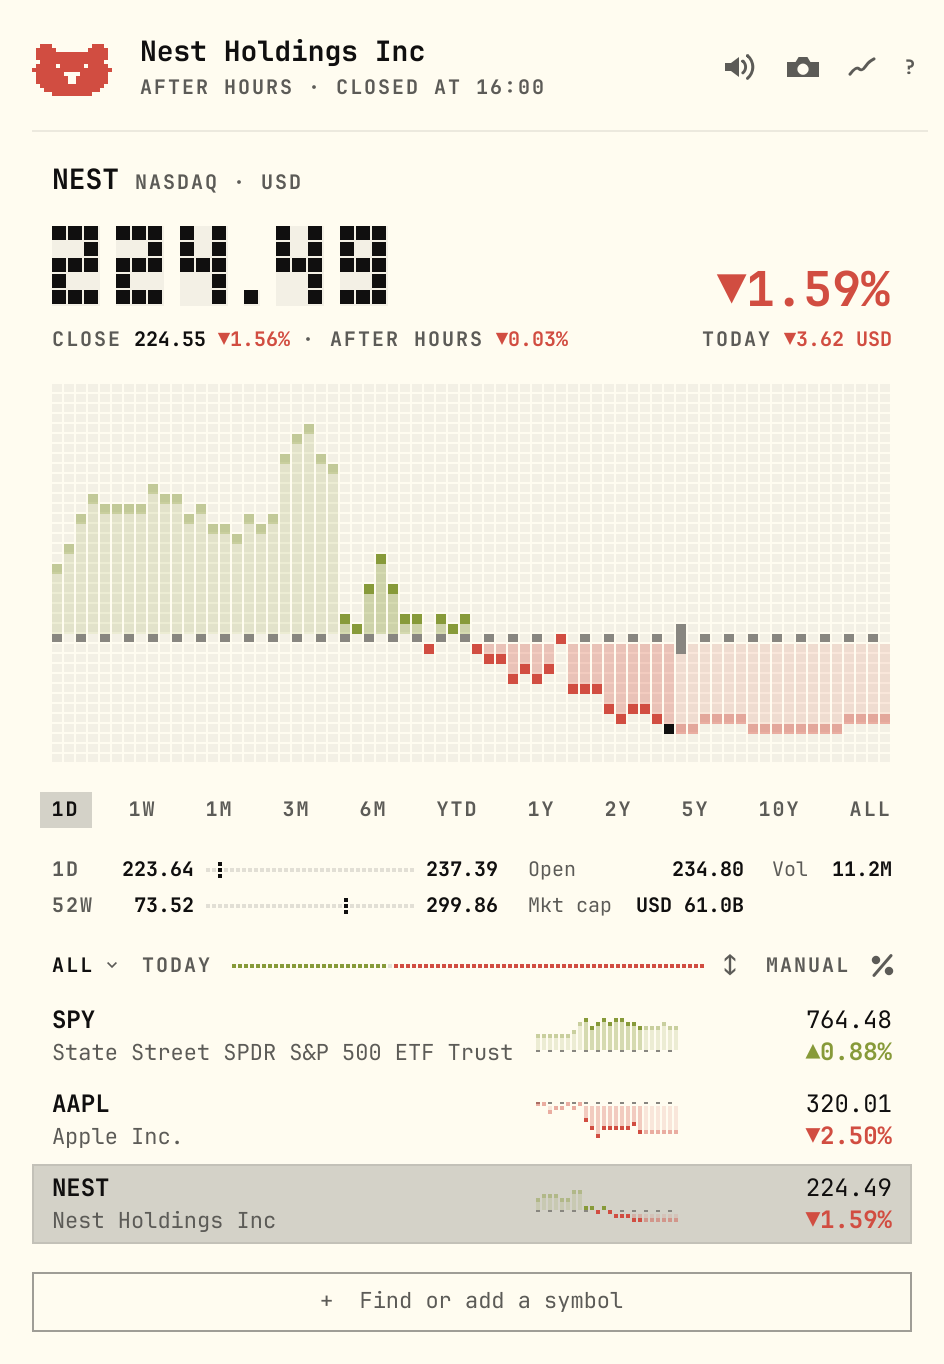 Nest Holdings Inc
AFTER HOURS · CLOSED AT 16:00
?
NEST NASDAQ · USD
224.49
▼1.59%
CLOSE 224.55 ▼1.56% · AFTER HOURS ▼0.03%
TODAY ▼3.62 USD
1D 1W 1M 3M 6M YTD 1Y 2Y 5Y 10Y ALL
1D 223.64 237.39 Open 234.80 Vol 11.2M
52W 73.52 299.86 Mkt cap USD 61.0B
ALL TODAY MANUAL %
SPY 764.48
State Street SPDR S&P 500 ETF Trust ▲0.88%
AAPL 320.01
Apple Inc. ▼2.50%
NEST 224.49
Nest Holdings Inc ▼1.59%
+ Find or add a symbol